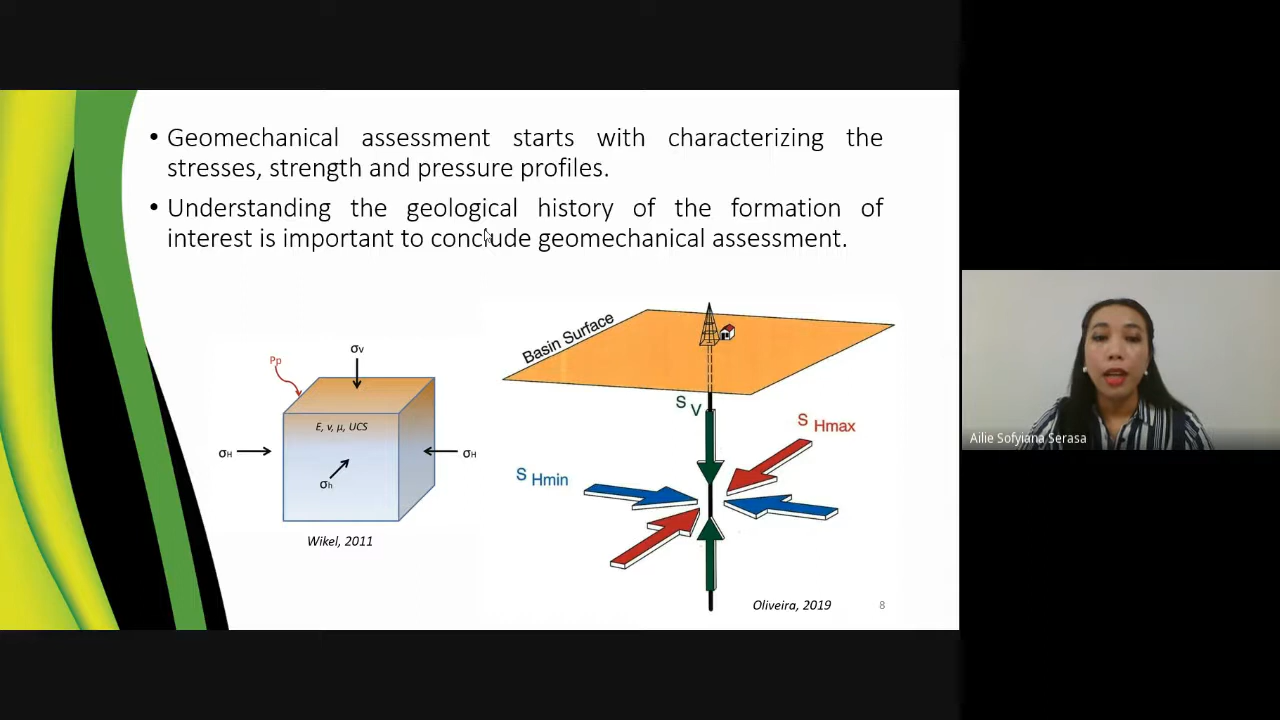 • Geomechanical assessment starts with characterizing the
stresses, strength and pressure profiles.
• Understanding the geological history of the formation of
interest is important to conclude geomechanical assessment.
Pp
σv
E, v, μ, UCS
σH
σH
σh
Wikel, 2011
Basin Surface
S V
S Hmax
S Hmin
Oliveira, 2019
8
Ailie Sofyiana Serasa